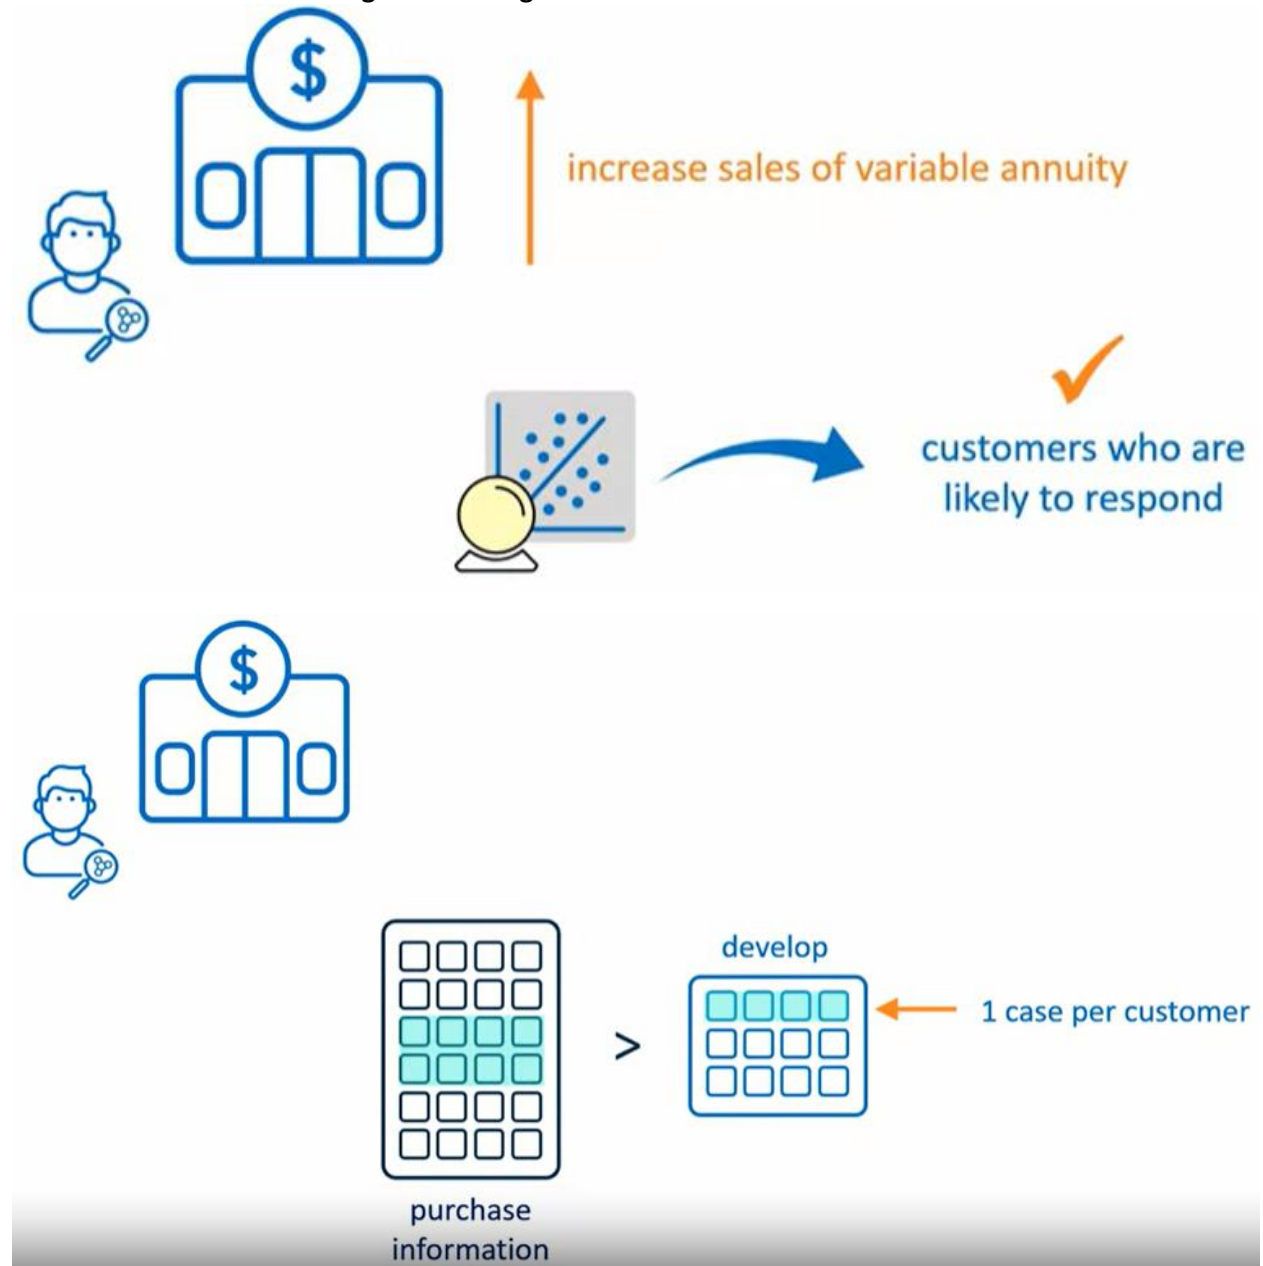 $
increase sales of variable annuity
customers who are
likely to respond
$
develop
1 case per customer
>
purchase
information